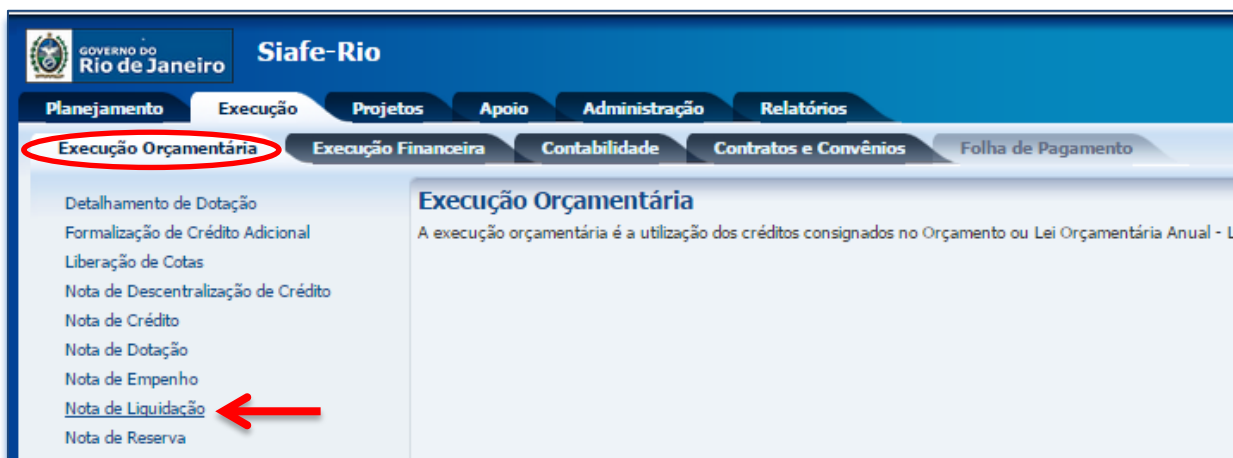 GOVERNO DO
Rio de Janeiro
Siafe-Rio
Planejamento Execução Projetos Apoio Administração Relatórios
Execução Orçamentária Execução Financeira Contabilidade Contratos e Convênios Folha de Pagamento
Detalhamento de Dotação
Formalização de Crédito Adicional
Liberação de Cotas
Nota de Descentralização de Crédito
Nota de Crédito
Nota de Dotação
Nota de Empenho
Nota de Liquidação
Nota de Reserva
Execução Orçamentária
A execução orçamentária é a utilização dos créditos consignados no Orçamento ou Lei Orçamentária Anual - L